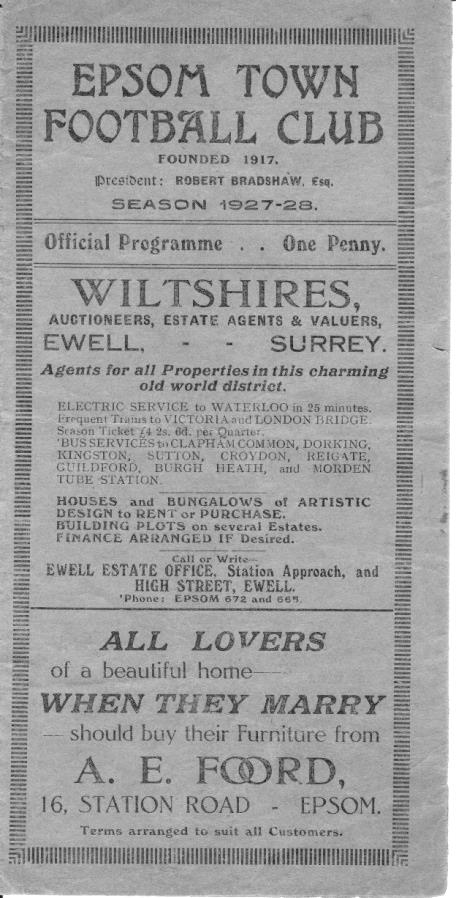 EPSOM TOWN
FOOTBALL CLUB
FOUNDED 1917.
President: ROBERT BRADSHAW, Esq.
SEASON 1927-28.
Official Programme . . One Penny.
WILTSHIRES,
AUCTIONEERS, ESTATE AGENTS & VALUERS,
EWELL, - - SURREY.
Agents for all Properties in this charming
old world district.
ELECTRIC SERVICE to WATERLOO in 25 minutes.
Frequent Trains to VICTORIA and LONDON BRIDGE.
Season Ticket £4 2s. 6d. per Quarter.
'BUS SERVICES to CLAPHAM COMMON, DORKING,
KINGSTON, SUTTON, CROYDON, REIGATE,
GUILDFORD, BURGH HEATH, and MORDEN
TUBE STATION.
HOUSES and BUNGALOWS of ARTISTIC
DESIGN to RENT or PURCHASE.
BUILDING PLOTS on several Estates.
FINANCE ARRANGED IF Desired.
Call or Write—
EWELL ESTATE OFFICE, Station Approach, and
HIGH STREET, EWELL.
'Phone: EPSOM 672 and 665.
ALL LOVERS
of a beautiful home—
WHEN THEY MARRY
— should buy their Furniture from
A. E. FOORD,
16, STATION ROAD - EPSOM.
Terms arranged to suit all Customers.